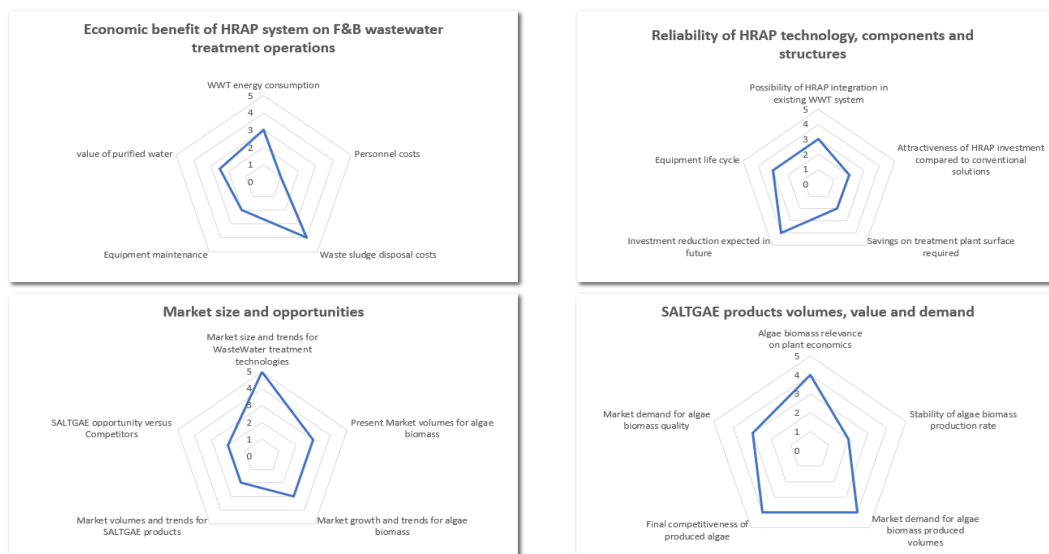 Economic benefit of HRAP system on F&B wastewater
treatment operations
WWT energy consumption
5
4
3
2
1
0
value of purified water
Personnel costs
Equipment maintenance
Waste sludge disposal costs
Reliability of HRAP technology, components and
structures
Possibility of HRAP integration in
existing WWT system
5
4
3
2
1
0
Equipment life cycle
Attractiveness of HRAP investment
compared to conventional
solutions
Investment reduction expected in
future
Savings on treatment plant surface
required
Market size and opportunities
Market size and trends for
WasteWater treatment
technologies
5
4
3
2
1
0
SALTGAE opportunity versus
Competitors
Present Market volumes for algae
biomass
Market volumes and trends for
SALTGAE products
Market growth and trends for algae
biomass
SALTGAE products volumes, value and demand
Algae biomass relevance
on plant economics
5
4
3
2
1
0
Market demand for algae
biomass quality
Stability of algae biomass
production rate
Final competitiveness of
produced algae
Market demand for algae
biomass produced
volumes